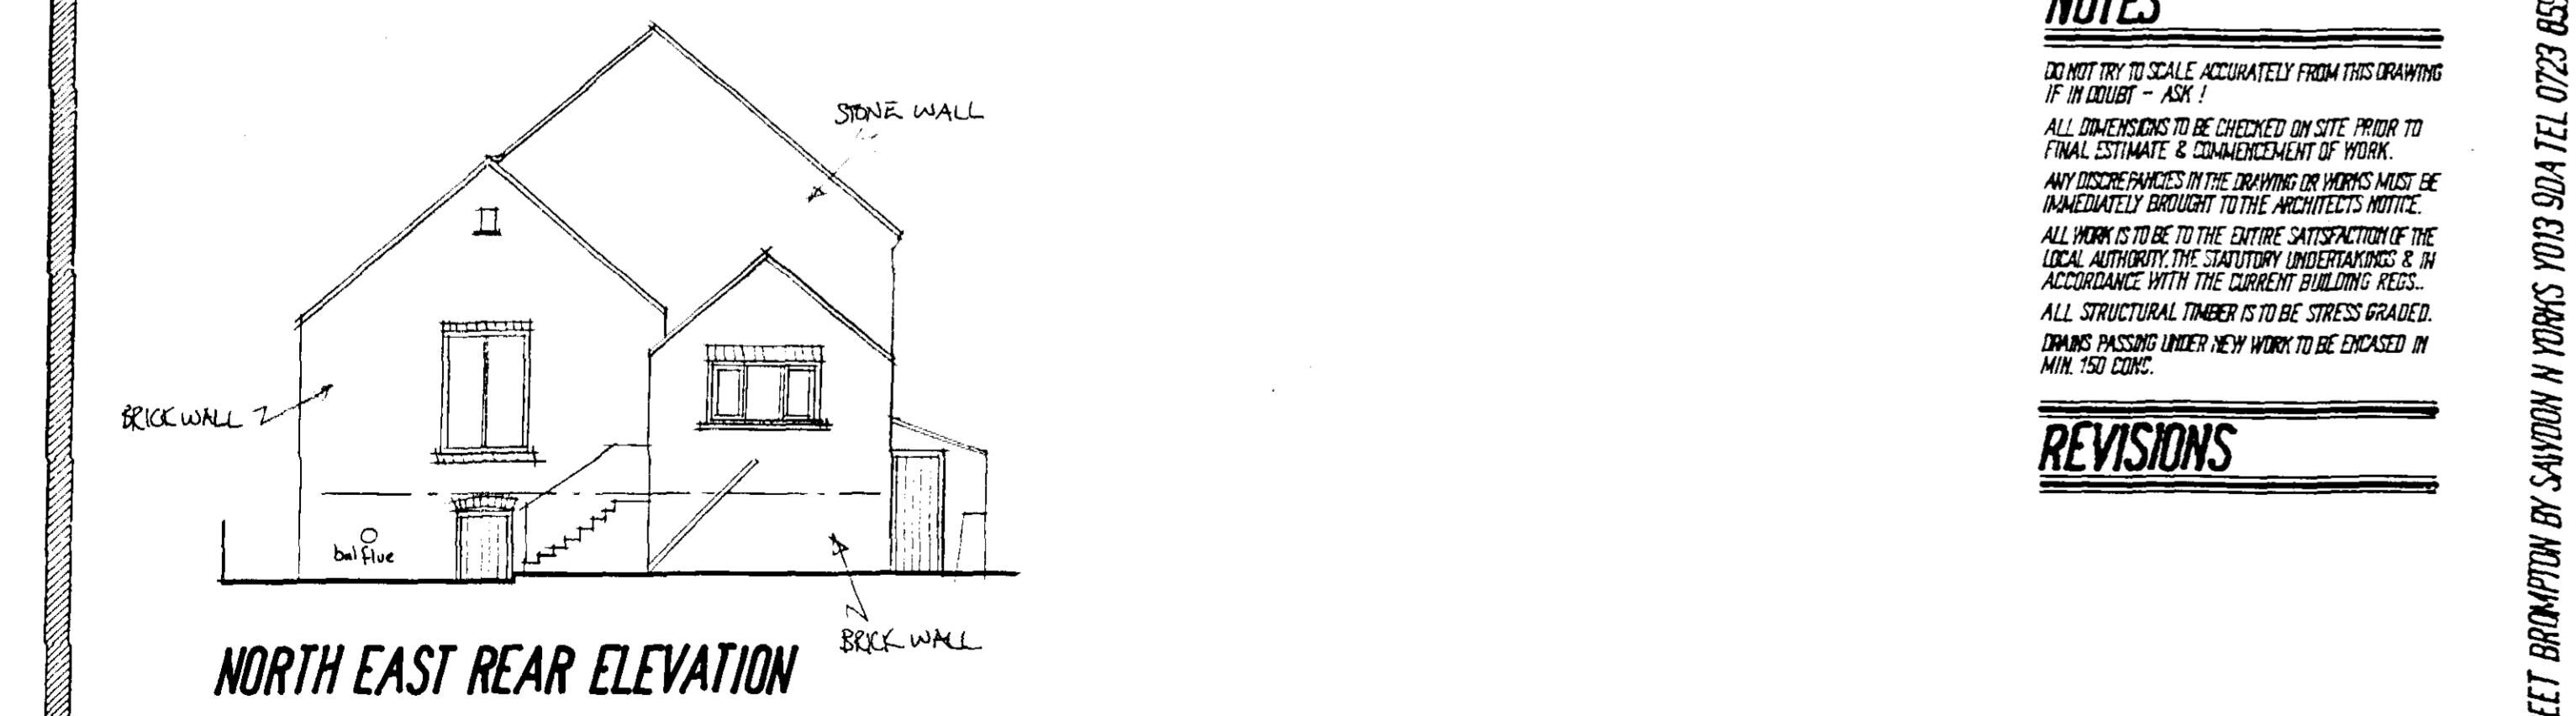 STONE WALL
BRICK WALL
bal flue
BRICK WALL
NORTH EAST REAR ELEVATION
NOTES
DO NOT TRY TO SCALE ACCURATELY FROM THIS DRAWING
IF IN DOUBT - ASK !
ALL DIMENSIONS TO BE CHECKED ON SITE PRIOR TO
FINAL ESTIMATE & COMMENCEMENT OF WORK.
ANY DISCREPANCIES IN THE DRAWING OR WORKS MUST BE
IMMEDIATELY BROUGHT TO THE ARCHITECTS NOTICE.
ALL WORK IS TO BE TO THE ENTIRE SATISFACTION OF THE
LOCAL AUTHORITY, THE STATUTORY UNDERTAKINGS & IN
ACCORDANCE WITH THE CURRENT BUILDING REGS..
ALL STRUCTURAL TIMBER IS TO BE STRESS GRADED.
DRAINS PASSING UNDER NEW WORK TO BE ENCASED IN
MIN. 150 CONC.
REVISIONS
BROMPTON BY SAWDON N YORKS YO13 9DA TEL 0723